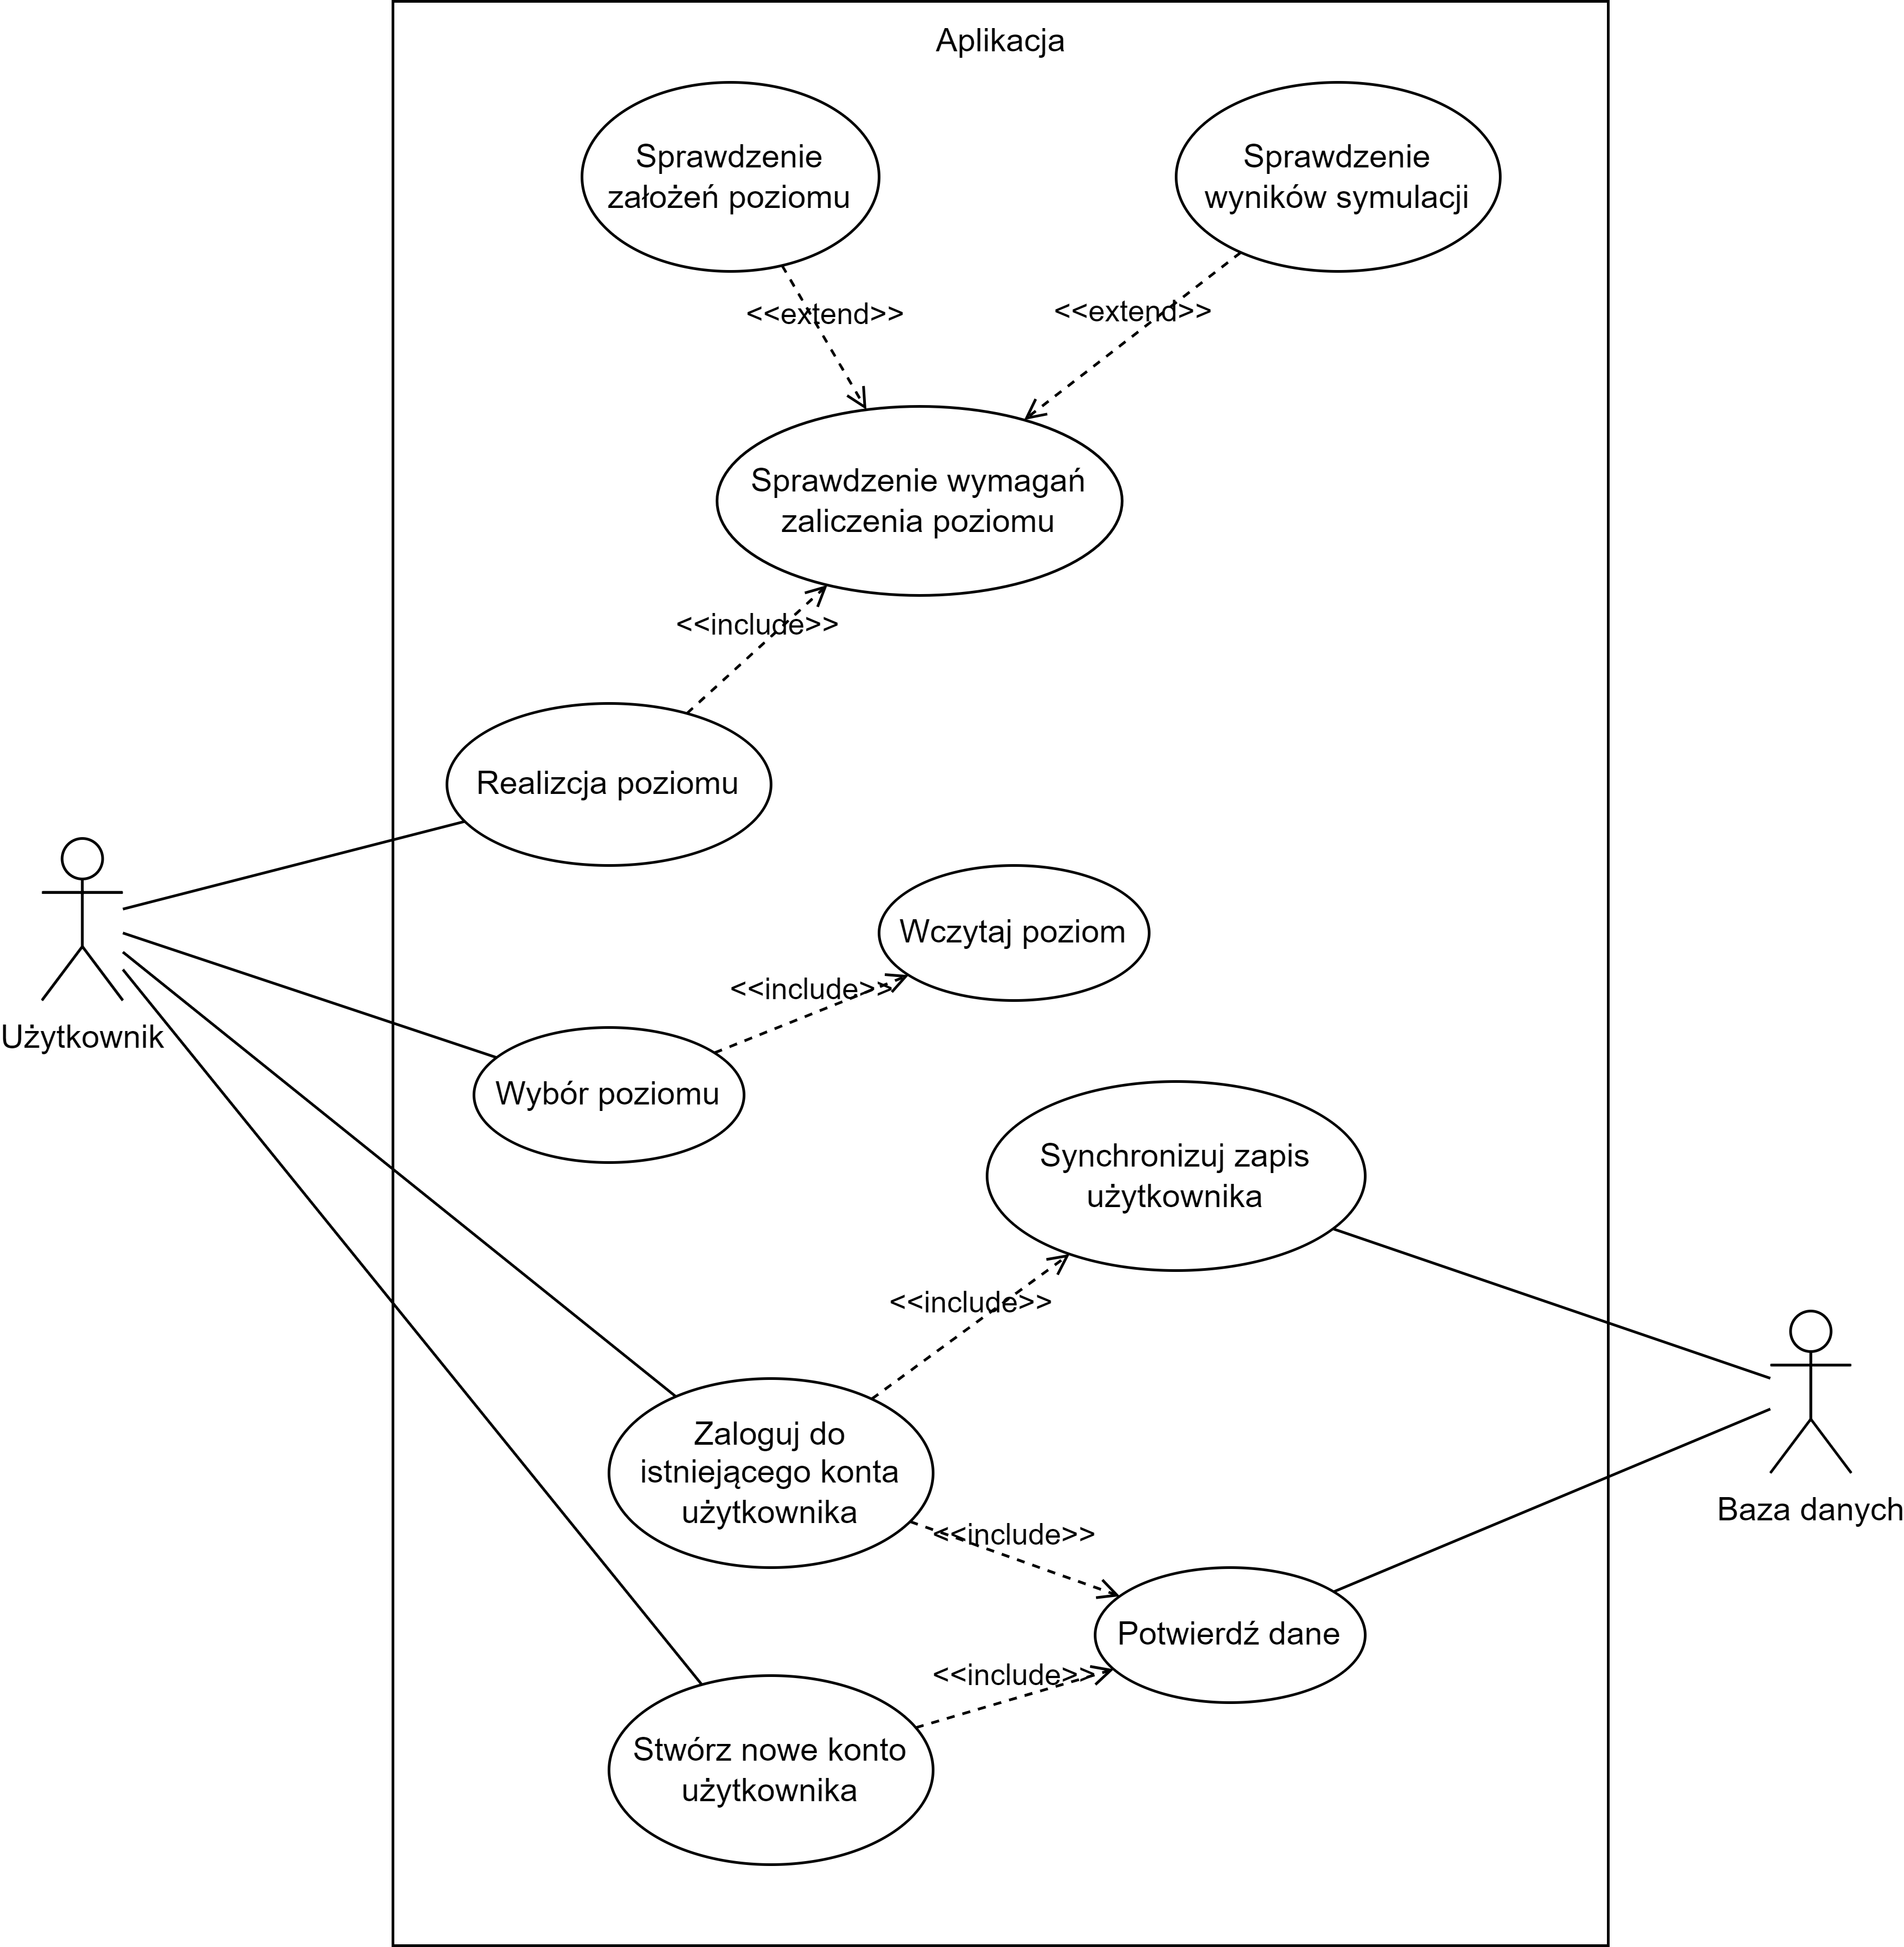 Aplikacja
Sprawdzenie
założeń poziomu
Sprawdzenie
wyników symulacji
<<extend>>
<<extend>>
Sprawdzenie wymagań
zaliczenia poziomu
<<include>>
Realizcja poziomu
Wczytaj poziom
<<include>>
Użytkownik
Wybór poziomu
Synchronizuj zapis
użytkownika
<<include>>
Zaloguj do
istniejącego konta
użytkownika
Baza danych
<<include>>
Potwierdź dane
<<include>>
Stwórz nowe konto
użytkownika